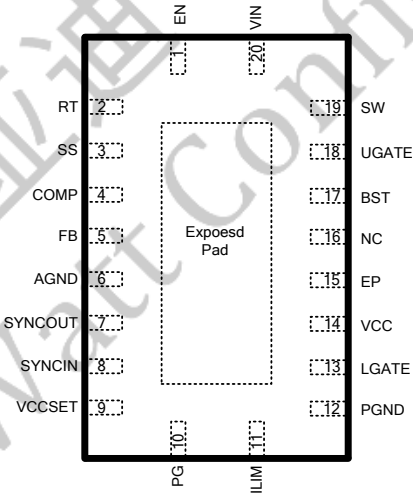 EN
VIN
1
20
RT 2
19 SW
SS 3
18 UGATE
COMP 4
17 BST
FB 5
16 NC
Expoesd
Pad
AGND 6
15 EP
SYNCOUT 7
14 VCC
SYNCIN 8
13 LGATE
VCCSET 9
12 PGND
10
11
PG
ILIM